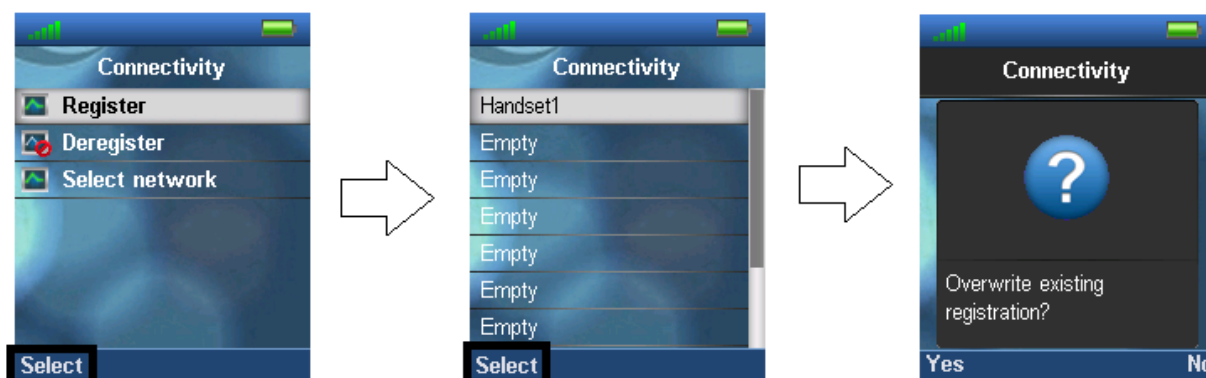 Connectivity
Register
Deregister
Select network
Select
Connectivity
Handset1
Empty
Empty
Empty
Empty
Empty
Empty
Select
Connectivity
?
Overwrite existing
registration?
Yes No